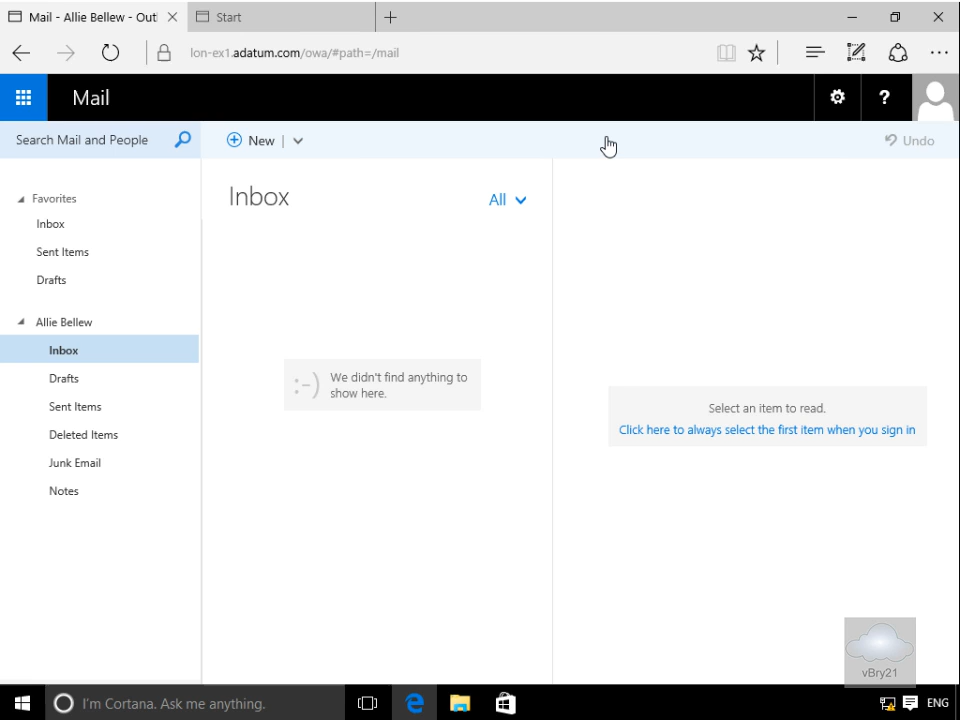 Mail - Allie Bellew - Outl
Start
lon-ex1.adatum.com/owa/#path=/mail
Mail
?
Search Mail and People
New
Undo
Favorites
Inbox
Sent Items
Drafts
Allie Bellew
Inbox
Drafts
Sent Items
Deleted Items
Junk Email
Notes
Inbox
All
:-)
We didn't find anything to
show here.
Select an item to read.
Click here to always select the first item when you sign in
vBry21
I'm Cortana. Ask me anything.
ENG